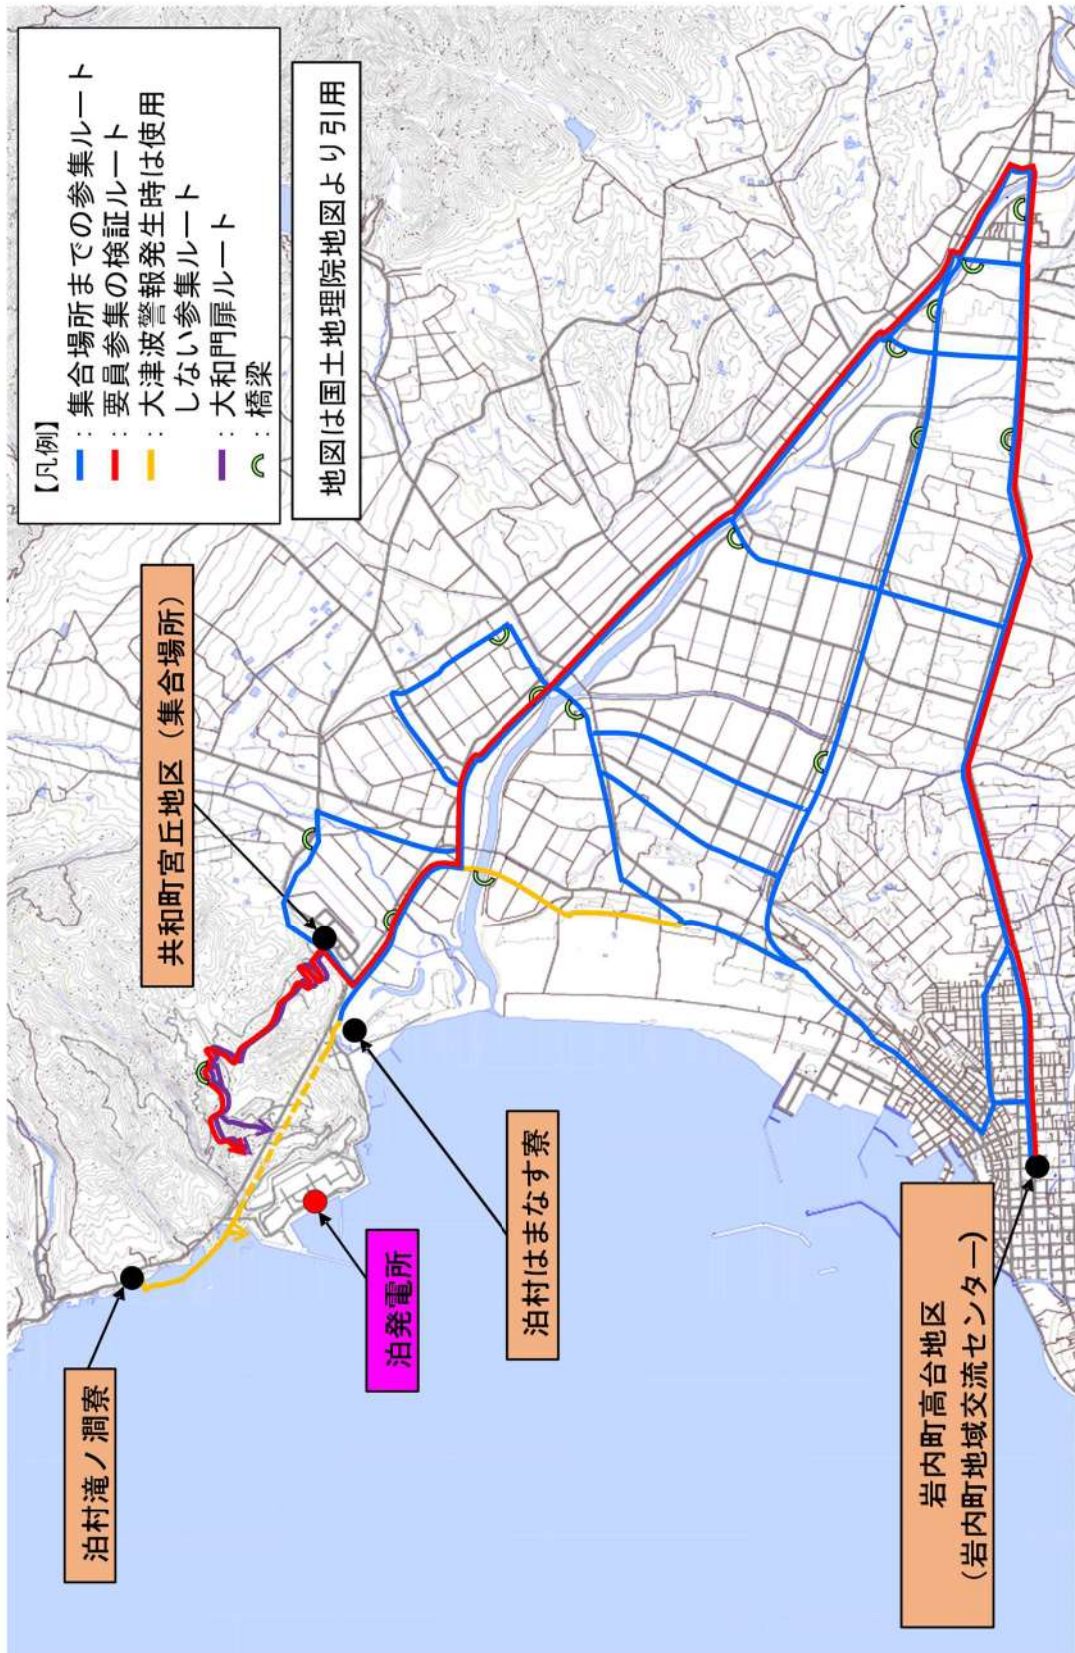 【凡例】
：集合場所までの参集ルート
：要員参集の検証ルート
：大津波警報発生時は使用
しない参集ルート
：大和門扉ルート
：橋梁
地図は国土地理院地図より引用
共和町宮丘地区（集合場所）
泊村滝ノ澗寮
泊発電所
泊村はまなす寮
岩内町高台地区
（岩内町地域交流センター）